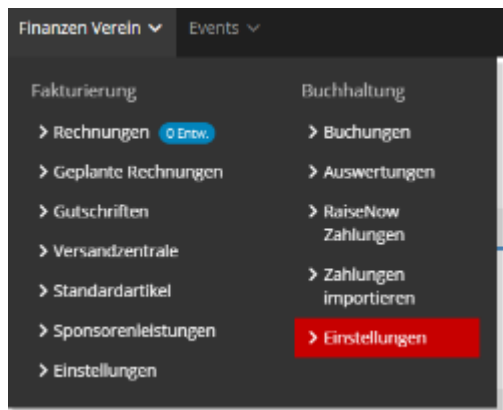 Finanzen Verein
Events
Fakturierung
Rechnungen 0 Entw.
Geplante Rechnungen
Gutschriften
Versandzentrale
Standardartikel
Sponsorenleistungen
Einstellungen
Buchhaltung
Buchungen
Auswertungen
RaiseNow
Zahlungen
Zahlungen
importieren
Einstellungen